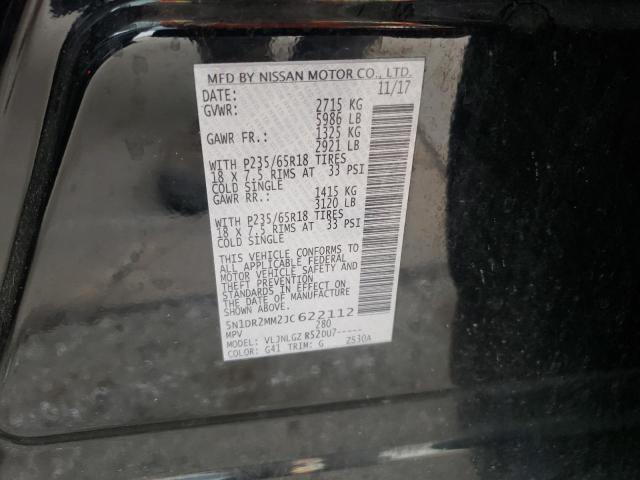 MFD BY NISSAN MOTOR CO., LTD.
DATE: 11/17
GVWR: 2715 KG
5986 LB
GAWR FR.: 1325 KG
2921 LB
WITH P235/65R18 TIRES
18 X 7.5 RIMS AT 33 PSI
COLD SINGLE
GAWR RR.: 1415 KG
3120 LB
WITH P235/65R18 TIRES
18 X 7.5 RIMS AT 33 PSI
COLD SINGLE
THIS VEHICLE CONFORMS TO
ALL APPLICABLE FEDERAL
MOTOR VEHICLE SAFETY AND
THEFT PREVENTION
STANDARDS IN EFFECT ON
THE DATE OF MANUFACTURE
SHOWN ABOVE.
5N1DR2MM2JC622112
MPV 280
MODEL: VLJNLGZ R52DU7-----
COLOR: G41 TRIM: G ZS30A